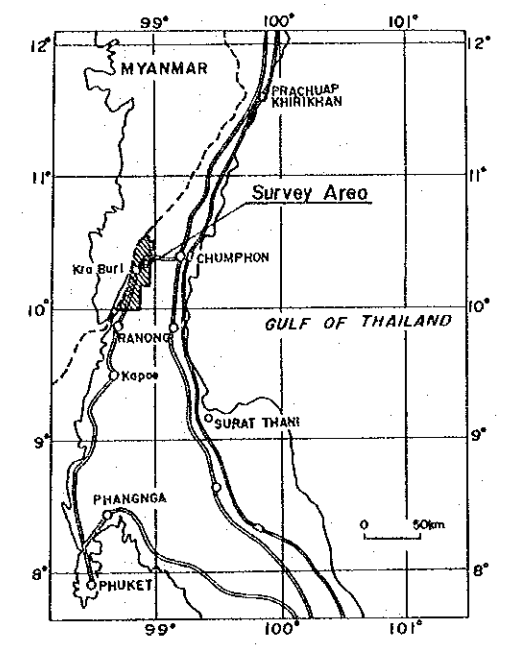 99° 100° 101°
12° 12°
MYANMAR
PRACHUAP
KHIRIKHAN
11° 11°
Survey Area
CHUMPHON
Kra Buri
10° 10°
GULF OF THAILAND
RANONG
Kapoe
9° 9°
SURAT THANI
PHANGNGA
0 50km
8° 8°
PHUKET
99° 100° 101°